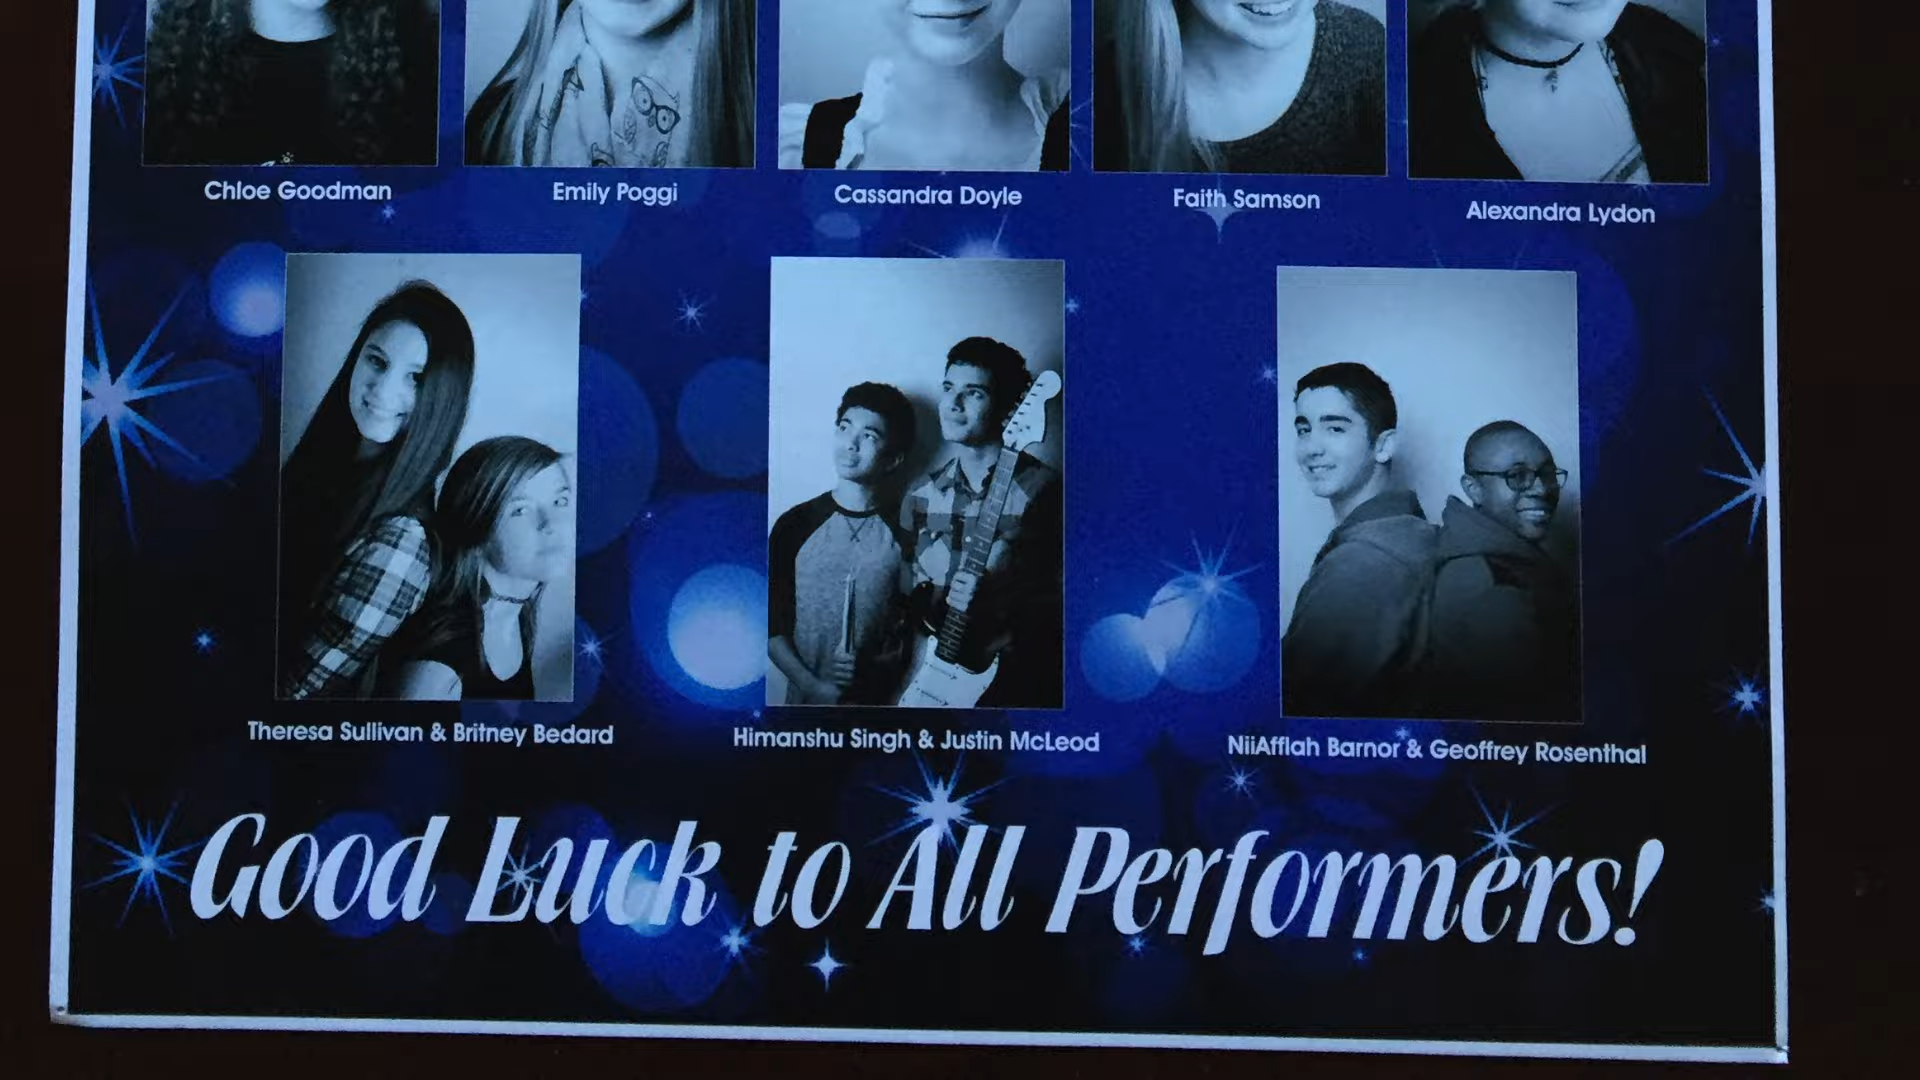 Chloe Goodman
Emily Poggi
Cassandra Doyle
Faith Samson
Alexandra Lydon
Theresa Sullivan & Britney Bedard
Himanshu Singh & Justin McLeod
NiiAfflah Barnor & Geoffrey Rosenthal
Good Luck to All Performers!